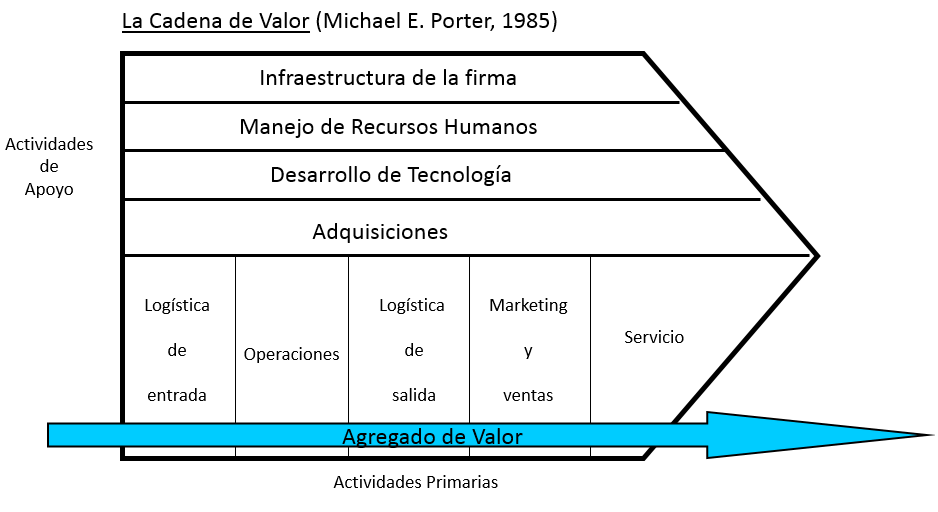 La Cadena de Valor (Michael E. Porter, 1985)
Infraestructura de la firma
Manejo de Recursos Humanos
Desarrollo de Tecnología
Adquisiciones
Actividades
de
Apoyo
Logística
de
entrada
Operaciones
Logística
de
salida
Marketing
y
ventas
Servicio
Agregado de Valor
Actividades Primarias